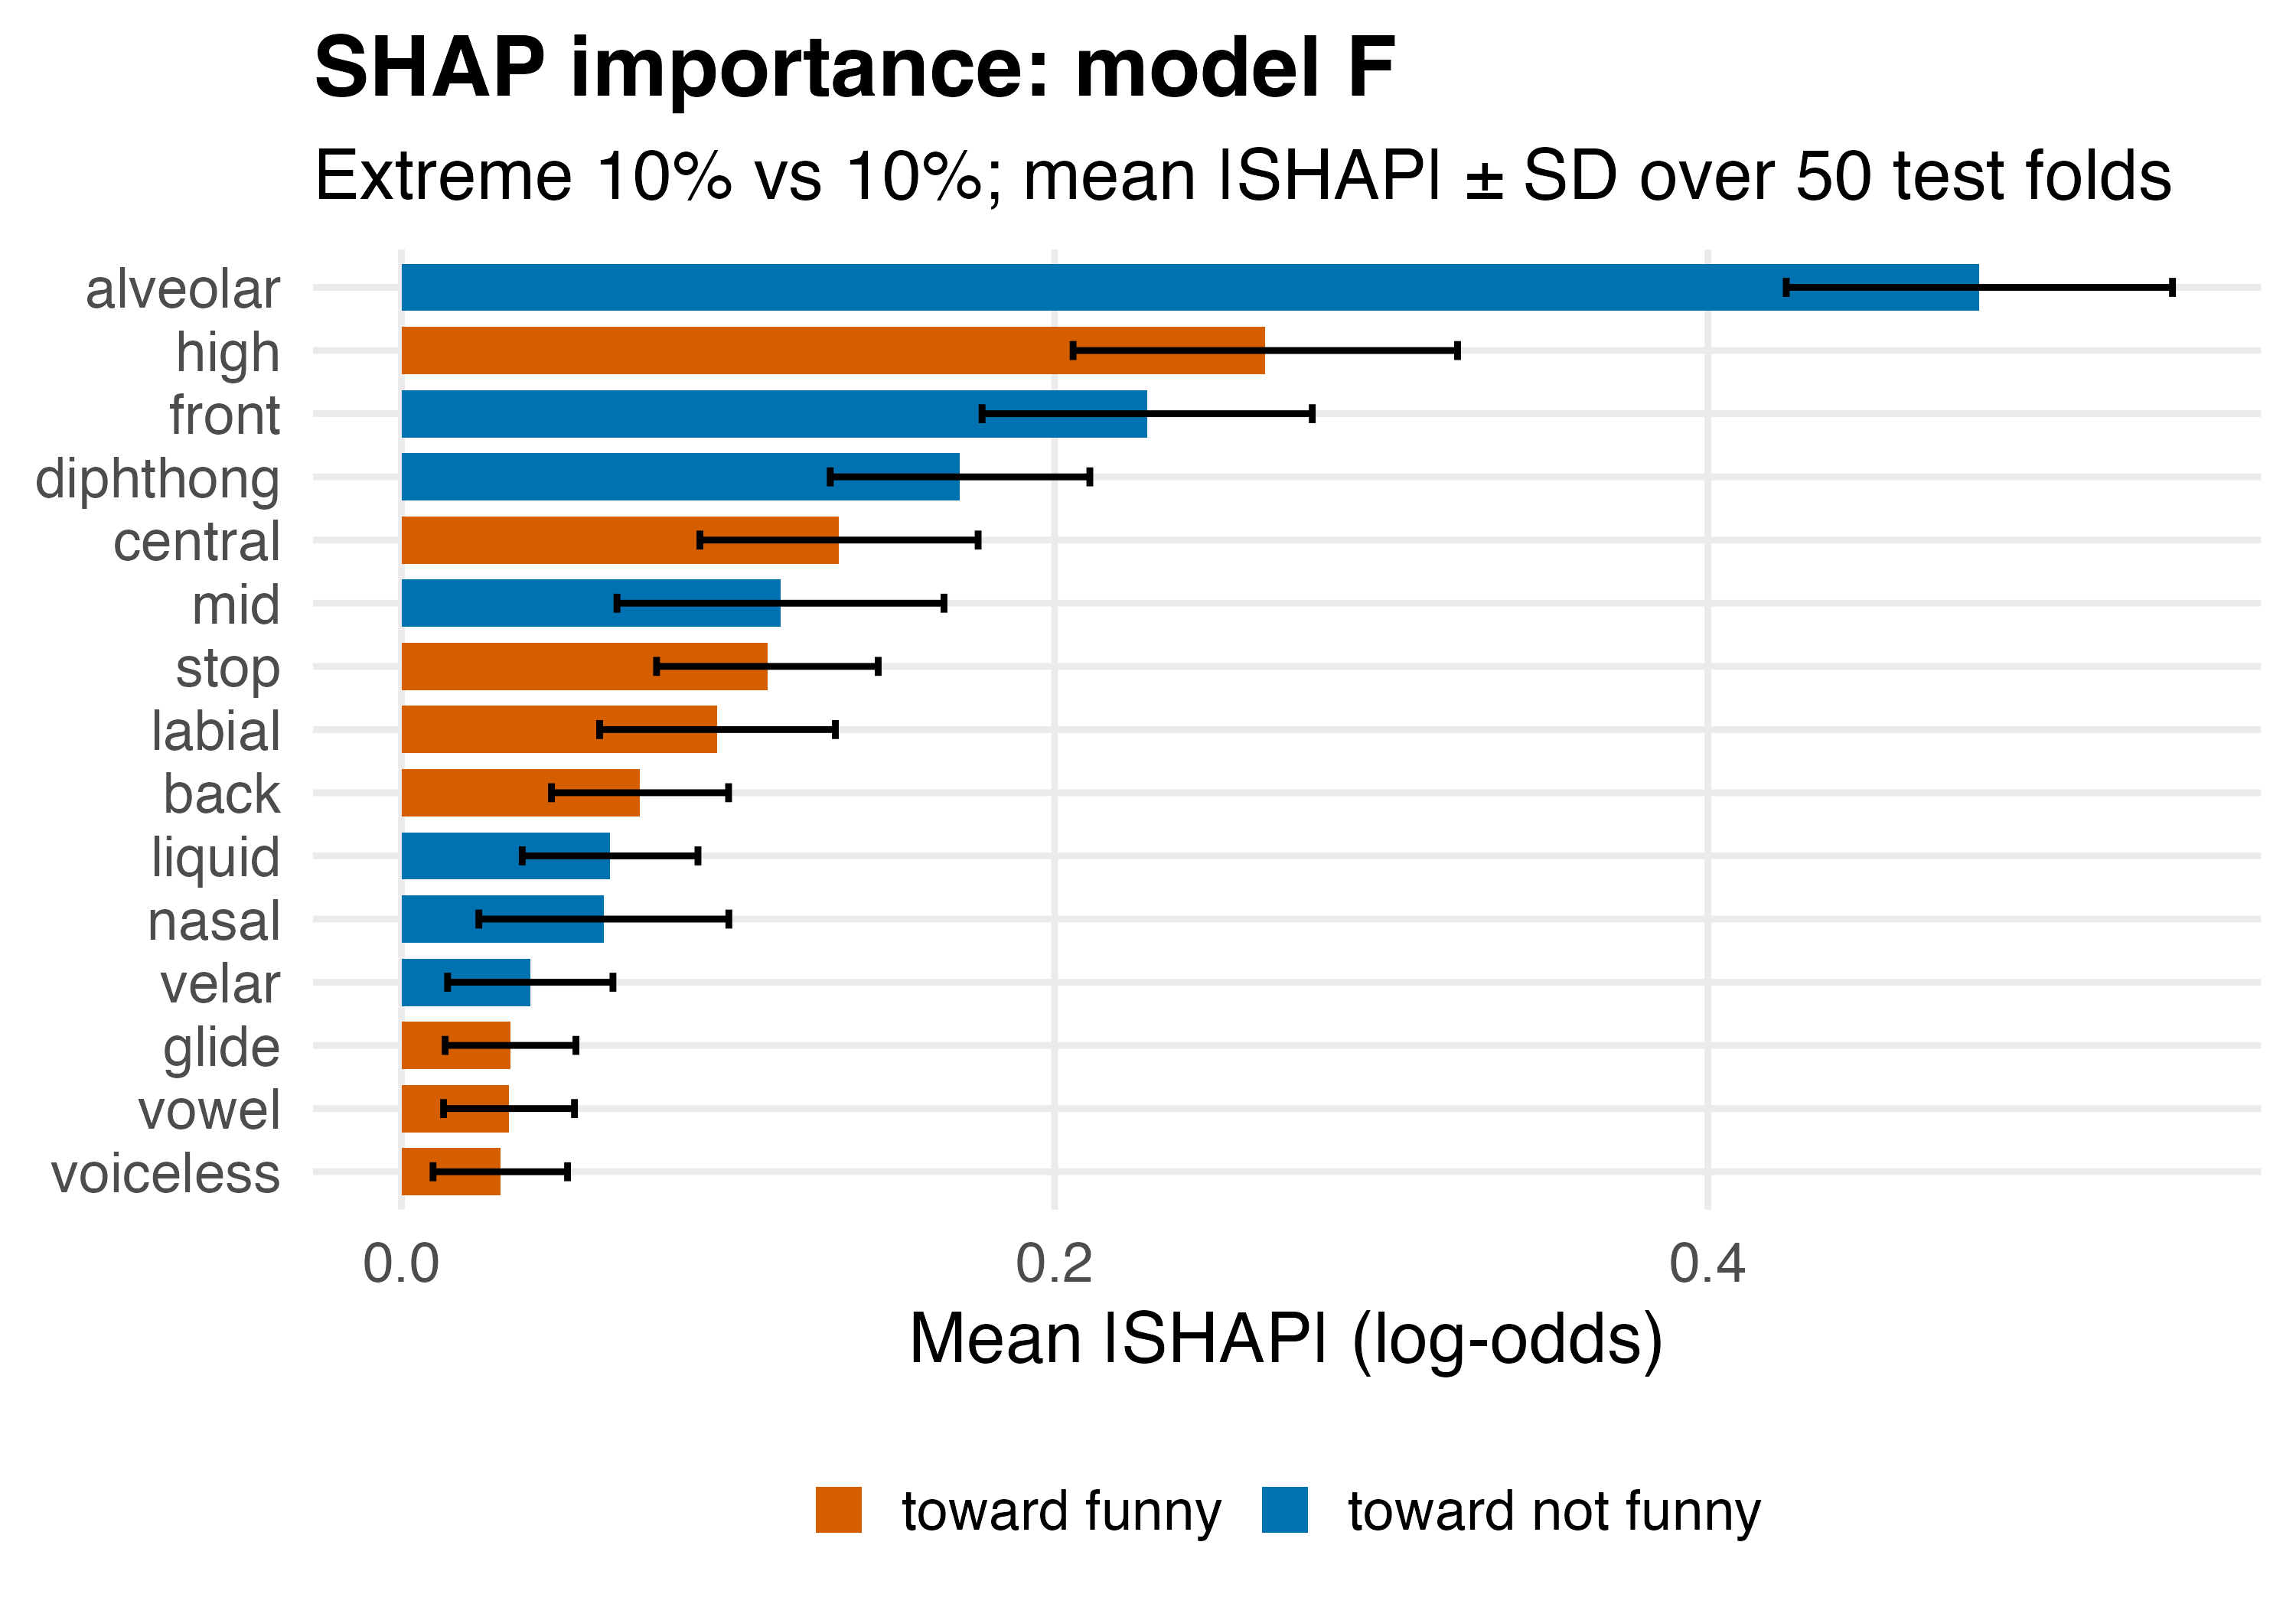 SHAP importance: model F
Extreme 10% vs 10%; mean |SHAP| ± SD over 50 test folds
alveolar
high
front
diphthong
central
mid
stop
labial
back
liquid
nasal
velar
glide
vowel
voiceless
0.0 0.2 0.4
Mean |SHAP| (log-odds)
toward funny toward not funny